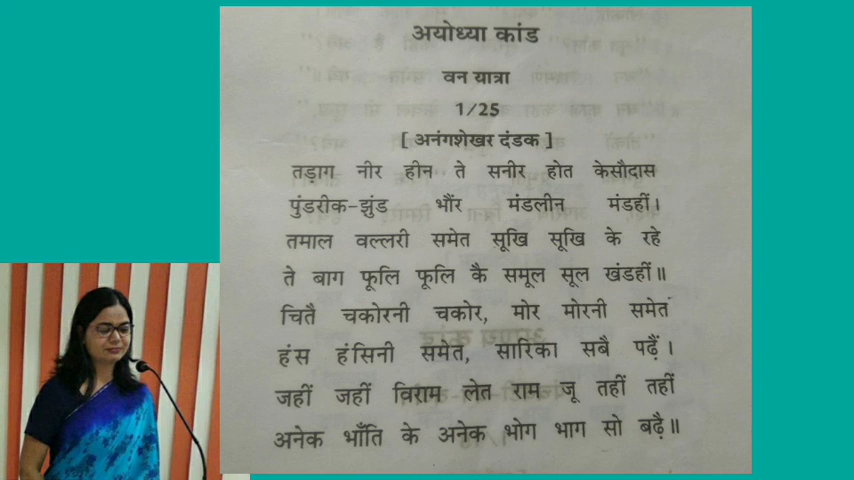 अयोध्या कांड
वन यात्रा
1/25
[ अनंगशेखर दंडक ]
तड़ाग नीर हीन ते सनीर होत केसौदास
पुंडरीक-झुंड भौंर मंडलीन मंडहीं।
तमाल वल्लरी समेत सूखि सूखि के रहे
ते बाग फूलि फूलि कै समूल सूल खंडहीं॥
चितै चकोरनी चकोर, मोर मोरनी समेत
हंस हंसिनी समेत, सारिका सबै पढ़ैं।
जहीं जहीं विराम लेत राम जू तहीं तहीं
अनेक भाँति के अनेक भोग भाग सो बढ़ै॥